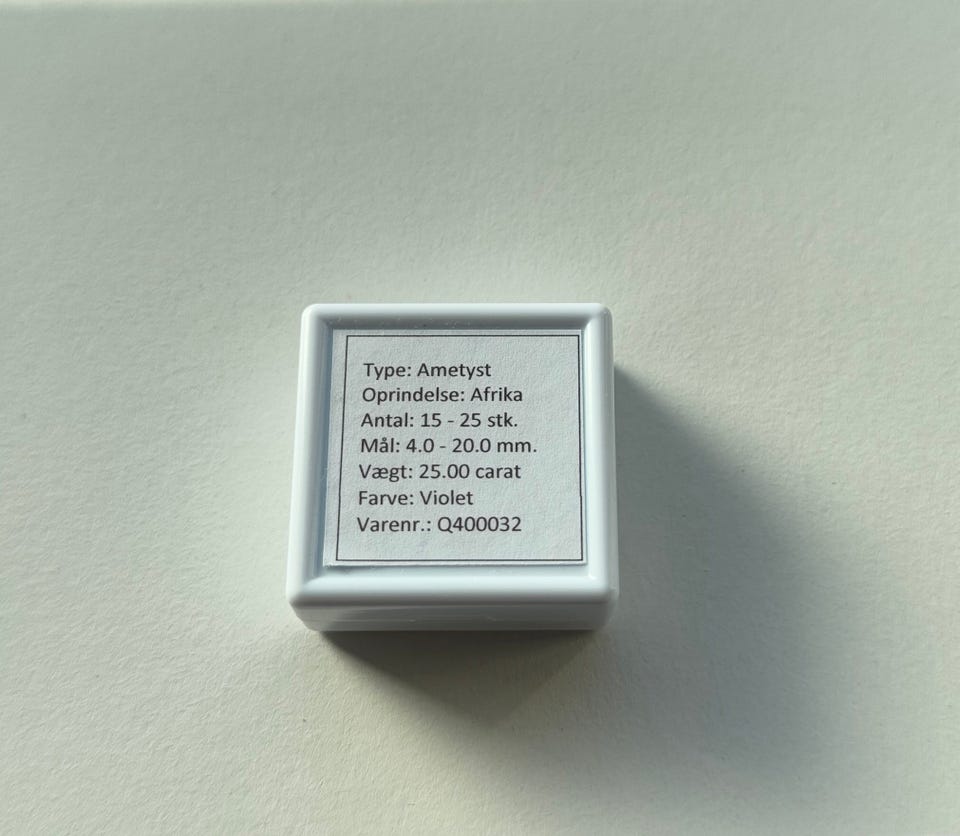 Type: Ametyst
Oprindelse: Afrika
Antal: 15 - 25 stk.
Mål: 4.0 - 20.0 mm.
Vægt: 25.00 carat
Farve: Violet
Varenr.: Q400032